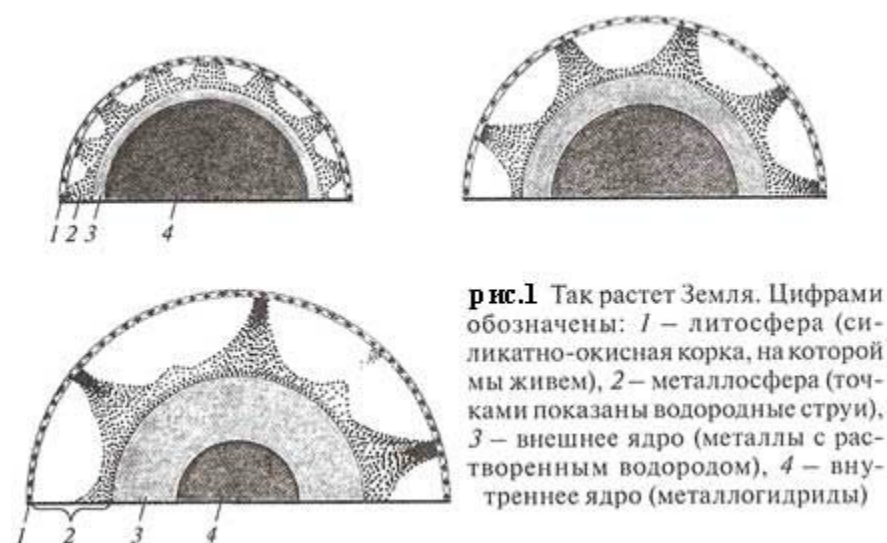 1 2 3 4
рис.1 Так растет Земля. Цифрами
обозначены: 1 – литосфера (си-
ликатно-окисная корка, на которой
мы живем), 2 – металлосфера (точ-
ками показаны водородные струи),
3 – внешнее ядро (металлы с рас-
творенным водородом), 4 – вну-
треннее ядро (металлогидриды)
1 2 3 4